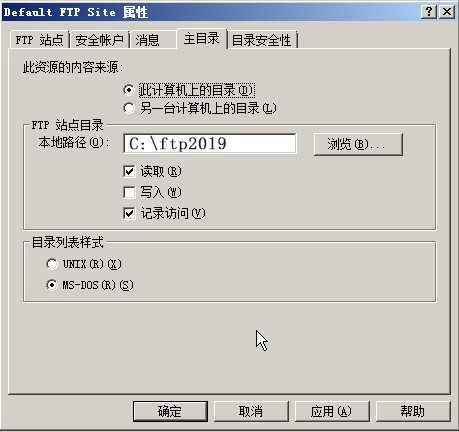 Default FTP Site 属性
FTP 站点 安全帐户 消息 主目录 目录安全性
此资源的内容来源:
此计算机上的目录(D)
另一台计算机上的目录(L)
FTP 站点目录
本地路径(O): C:\ftp2019 浏览(B)...
读取(R)
写入(W)
记录访问(V)
目录列表样式
UNIX(R)(X)
MS-DOS(R)(S)
确定 取消 应用(A) 帮助